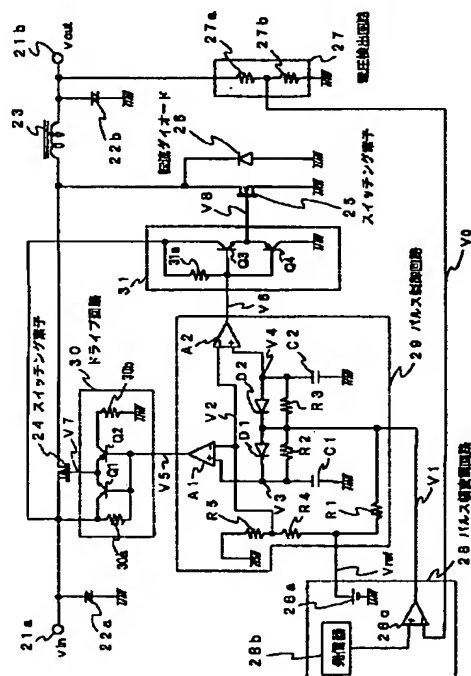 21a
Vin
22a
24 スイッチング素子
V7
23
21b
Vout
22b
30
ドライブ回路
30a
Q1
Q2
30b
27a
27b
27
電圧検出回路
転流ダイオード
26
31
31a
Q3
Q4
V8
25
スイッチング素子
V5
V6
A1
A2
R5
V2
V3
D1
D2
V4
R4
R2
R3
C1
C2
R1
29 パルス制御回路
Vref
V1
28a
28b
発信器
28c
28 パルス幅変調回路